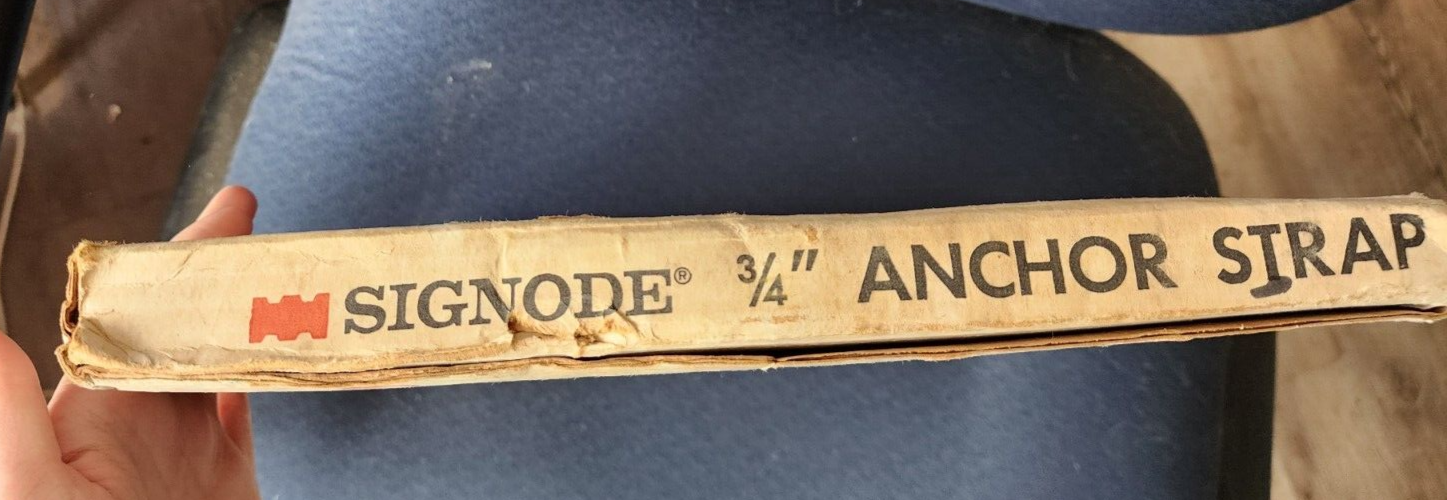 SIGNODE® ¾" ANCHOR STRAP